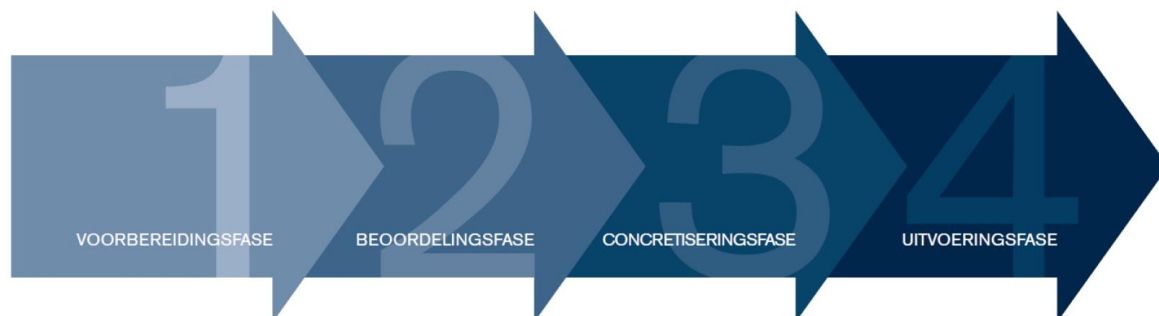 1 2 3 4
VOORBEREIDINGSFASE BEOORDELINGSFASE CONCRETISERINGSFASE UITVOERINGSFASE